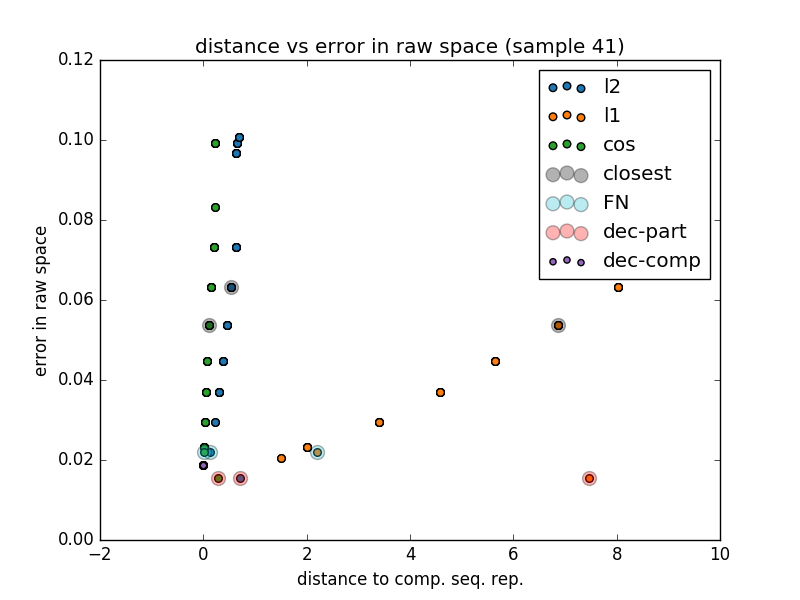 distance vs error in raw space (sample 41)
0.12
0.10
0.08
0.06
0.04
0.02
0.00
error in raw space
l2
l1
cos
closest
FN
dec-part
dec-comp
−2 0 2 4 6 8 10
distance to comp. seq. rep.